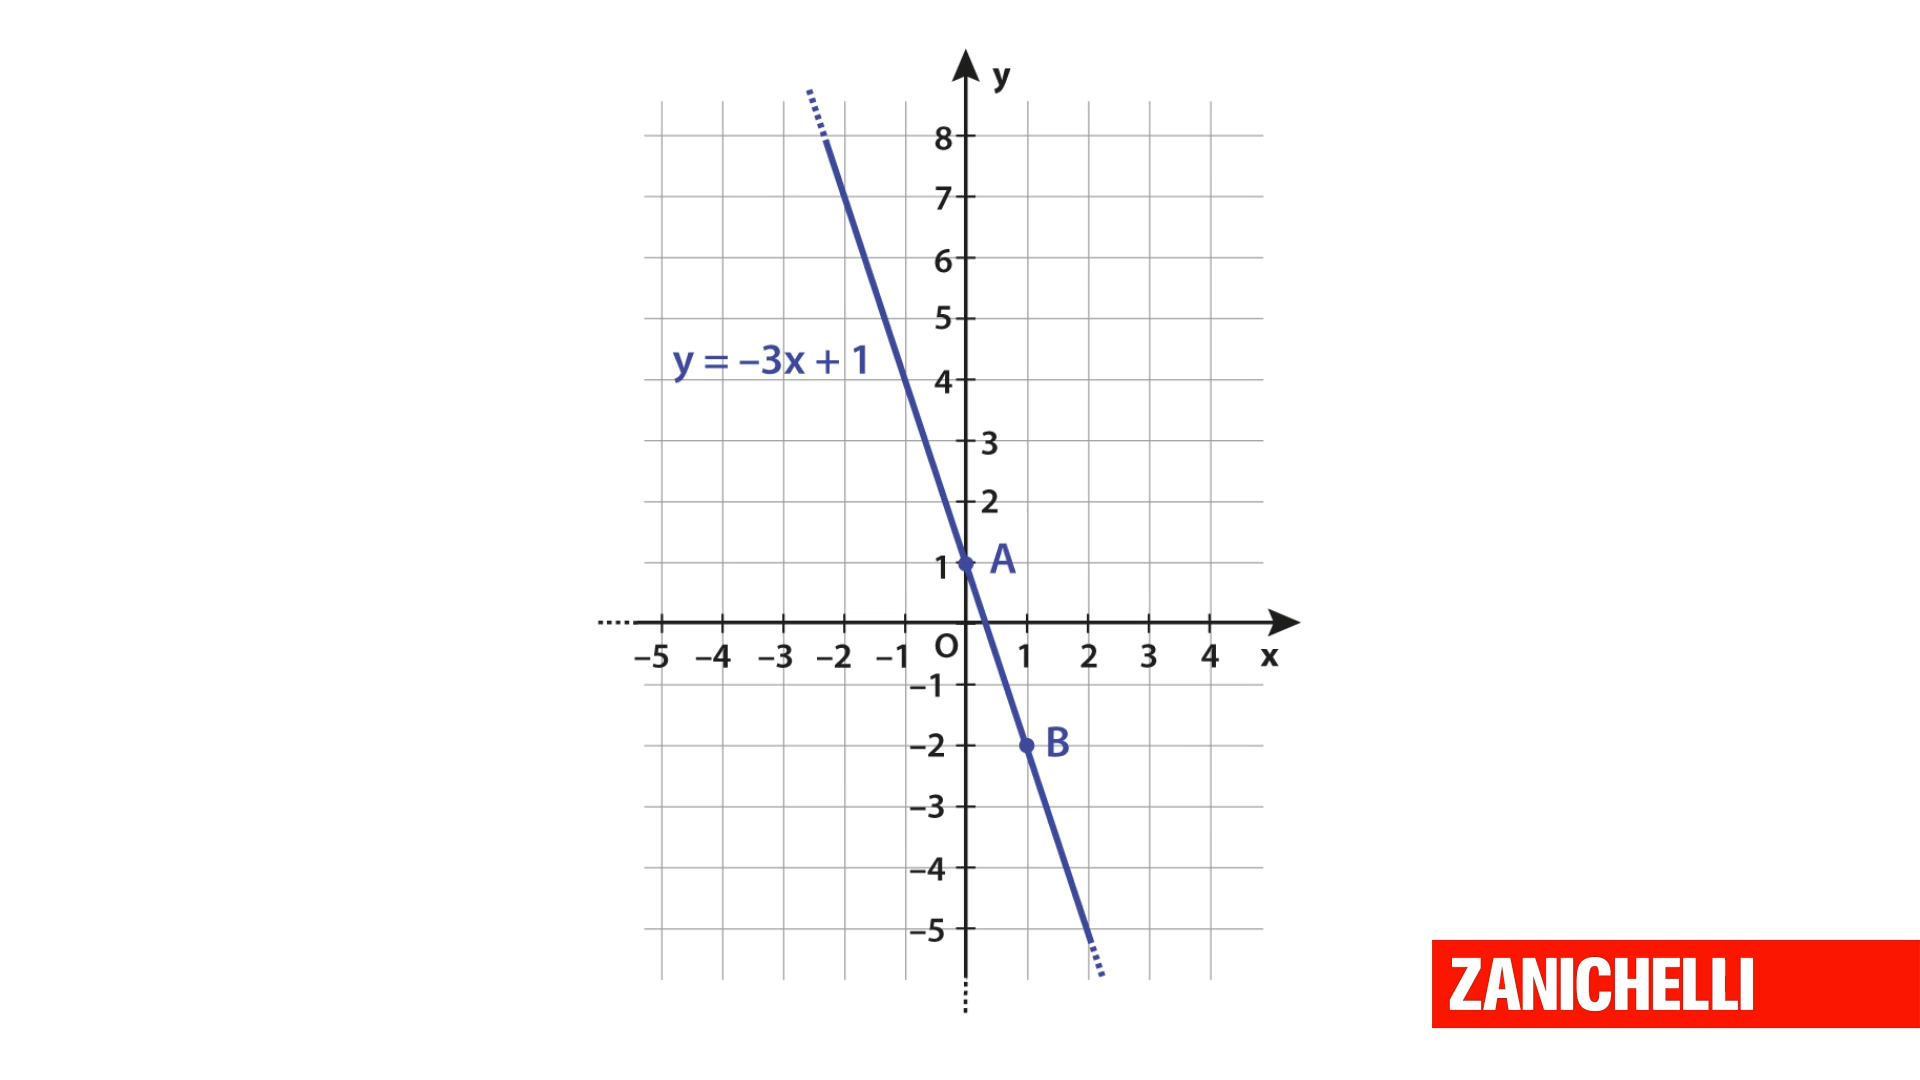 y
8
7
6
5
y = –3x + 1
4
3
2
1 A
O
–5 –4 –3 –2 –1 1 2 3 4 x
–1
–2 B
–3
–4
–5
ZANICHELLI